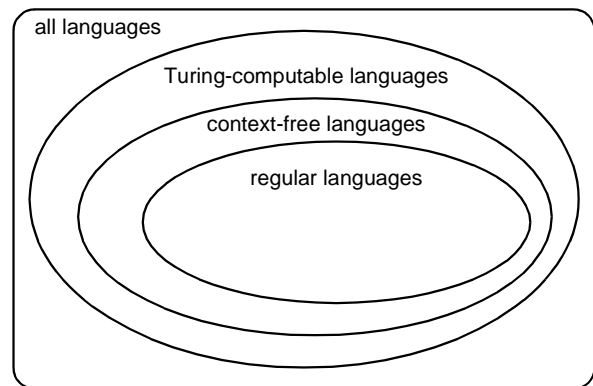 all languages
Turing-computable languages
context-free languages
regular languages